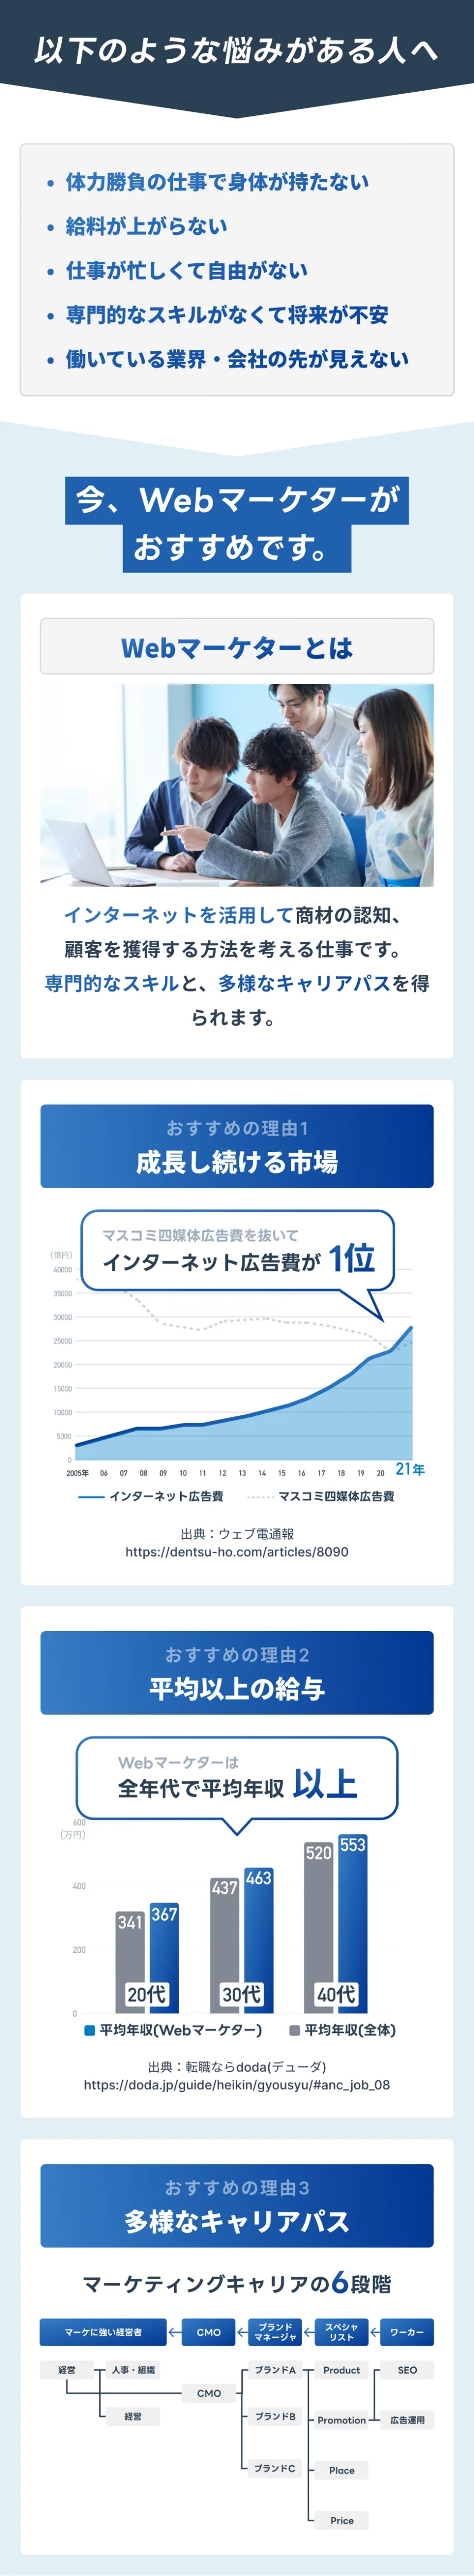 以下のような悩みがある人へ
• 体力勝負の仕事で身体が持たない
• 給料が上がらない
• 仕事が忙しくて自由がない
• 専門的なスキルがなくて将来が不安
• 働いている業界・会社の先が見えない
今、Webマーケターが
おすすめです。
Webマーケターとは
インターネットを活用して商材の認知、
顧客を獲得する方法を考える仕事です。
専門的なスキルと、多様なキャリアパスを得
られます。
おすすめの理由1
成長し続ける市場
マスコミ四媒体広告費を抜いて
インターネット広告費が 1位
(億円)
40000
35000
30000
25000
20000
15000
10000
5000
0
2005年 06 07 08 09 10 11 12 13 14 15 16 17 18 19 20 21年
インターネット広告費 マスコミ四媒体広告費
出典：ウェブ電通報
https://dentsu-ho.com/articles/8090
おすすめの理由2
平均以上の給与
Webマーケターは
全年代で平均年収 以上
600
(万円)
400
200
0
341 367 437 463 520 553
20代 30代 40代
平均年収(Webマーケター) 平均年収(全体)
出典：転職ならdoda(デューダ)
https://doda.jp/guide/heikin/gyousyu/#anc_job_08
おすすめの理由3
多様なキャリアパス
マーケティングキャリアの6段階
マーケに強い経営者 ← CMO ← ブランドマネージャ ← スペシャリスト ← ワーカー
経営 人事・組織 ブランドA Product SEO
CMO
経営 ブランドB Promotion 広告運用
ブランドC Place
Price